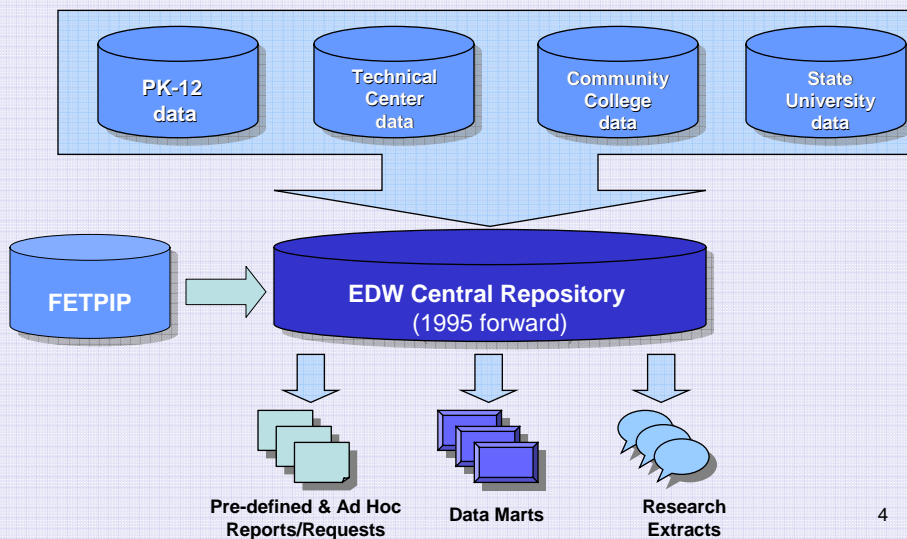 PK-12
data
Technical
Center
data
Community
College
data
State
University
data
FETPIP
EDW Central Repository
(1995 forward)
Pre-defined & Ad Hoc
Reports/Requests
Data Marts
Research
Extracts
4